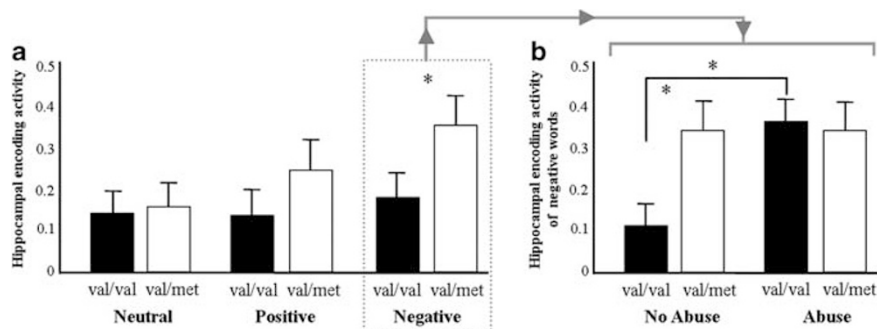 a
Hippocampal encoding activity
0.5
0.4
0.3
0.2
0.1
0
*
val/val val/met val/val val/met val/val val/met
Neutral Positive Negative
b
Hippocampal encoding activity
of negative words
0.5
0.4
0.3
0.2
0.1
0
*
*
val/val val/met val/val val/met
No Abuse Abuse